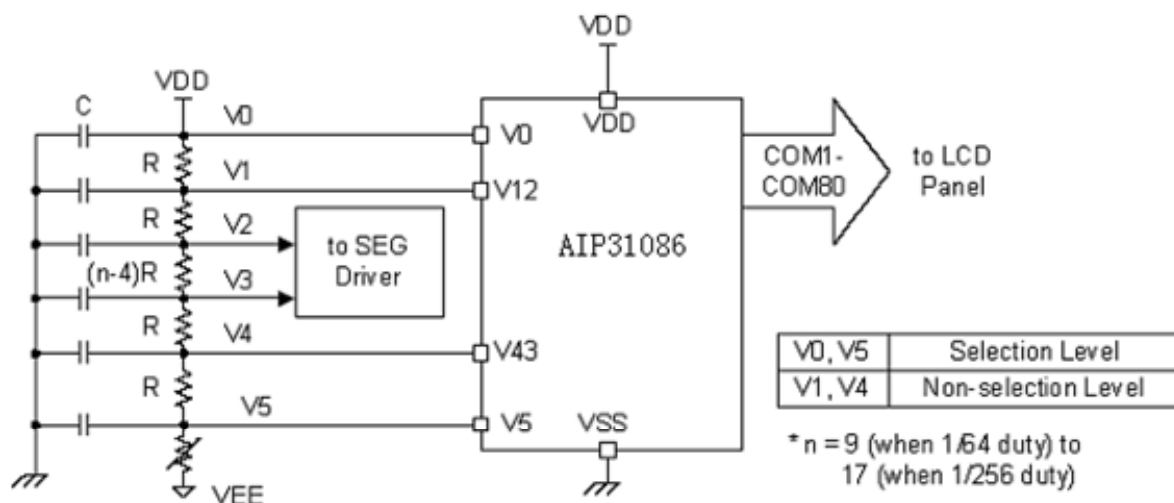 VDD
VDD
C
V0
V0
VDD
R
V1
V12
COM1-
COM80
to LCD
Panel
R
V2
to SEG
Driver
AIP31086
(n-4)R
V3
R
V4
V43
V0, V5 Selection Level
V1, V4 Non-selection Level
R
V5
V5
VSS
* n = 9 (when 1/64 duty) to
17 (when 1/256 duty)
VEE